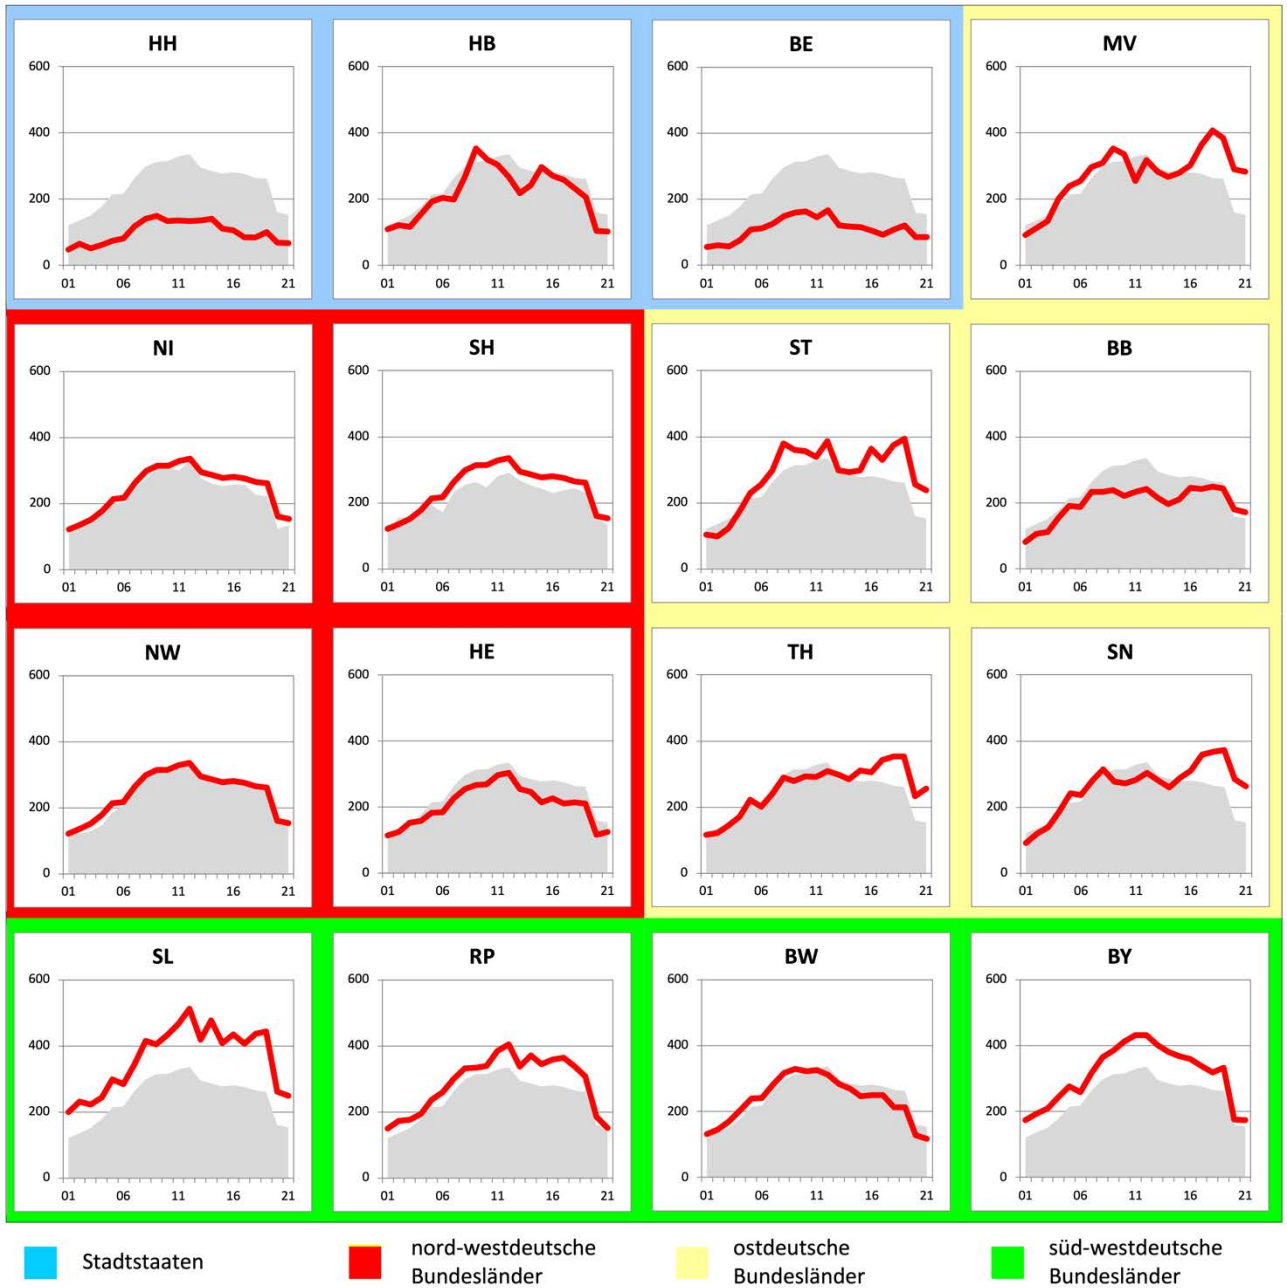 HH HB BE MV
600 600 600 600
400 400 400 400
200 200 200 200
0 0 0 0
01 06 11 16 21 01 06 11 16 21 01 06 11 16 21 01 06 11 16 21
NI SH ST BB
600 600 600 600
400 400 400 400
200 200 200 200
0 0 0 0
01 06 11 16 21 01 06 11 16 21 01 06 11 16 21 01 06 11 16 21
NW HE TH SN
600 600 600 600
400 400 400 400
200 200 200 200
0 0 0 0
01 06 11 16 21 01 06 11 16 21 01 06 11 16 21 01 06 11 16 21
SL RP BW BY
600 600 600 600
400 400 400 400
200 200 200 200
0 0 0 0
01 06 11 16 21 01 06 11 16 21 01 06 11 16 21 01 06 11 16 21
Stadtstaaten
nord-westdeutsche
Bundesländer
ostdeutsche
Bundesländer
süd-westdeutsche
Bundesländer